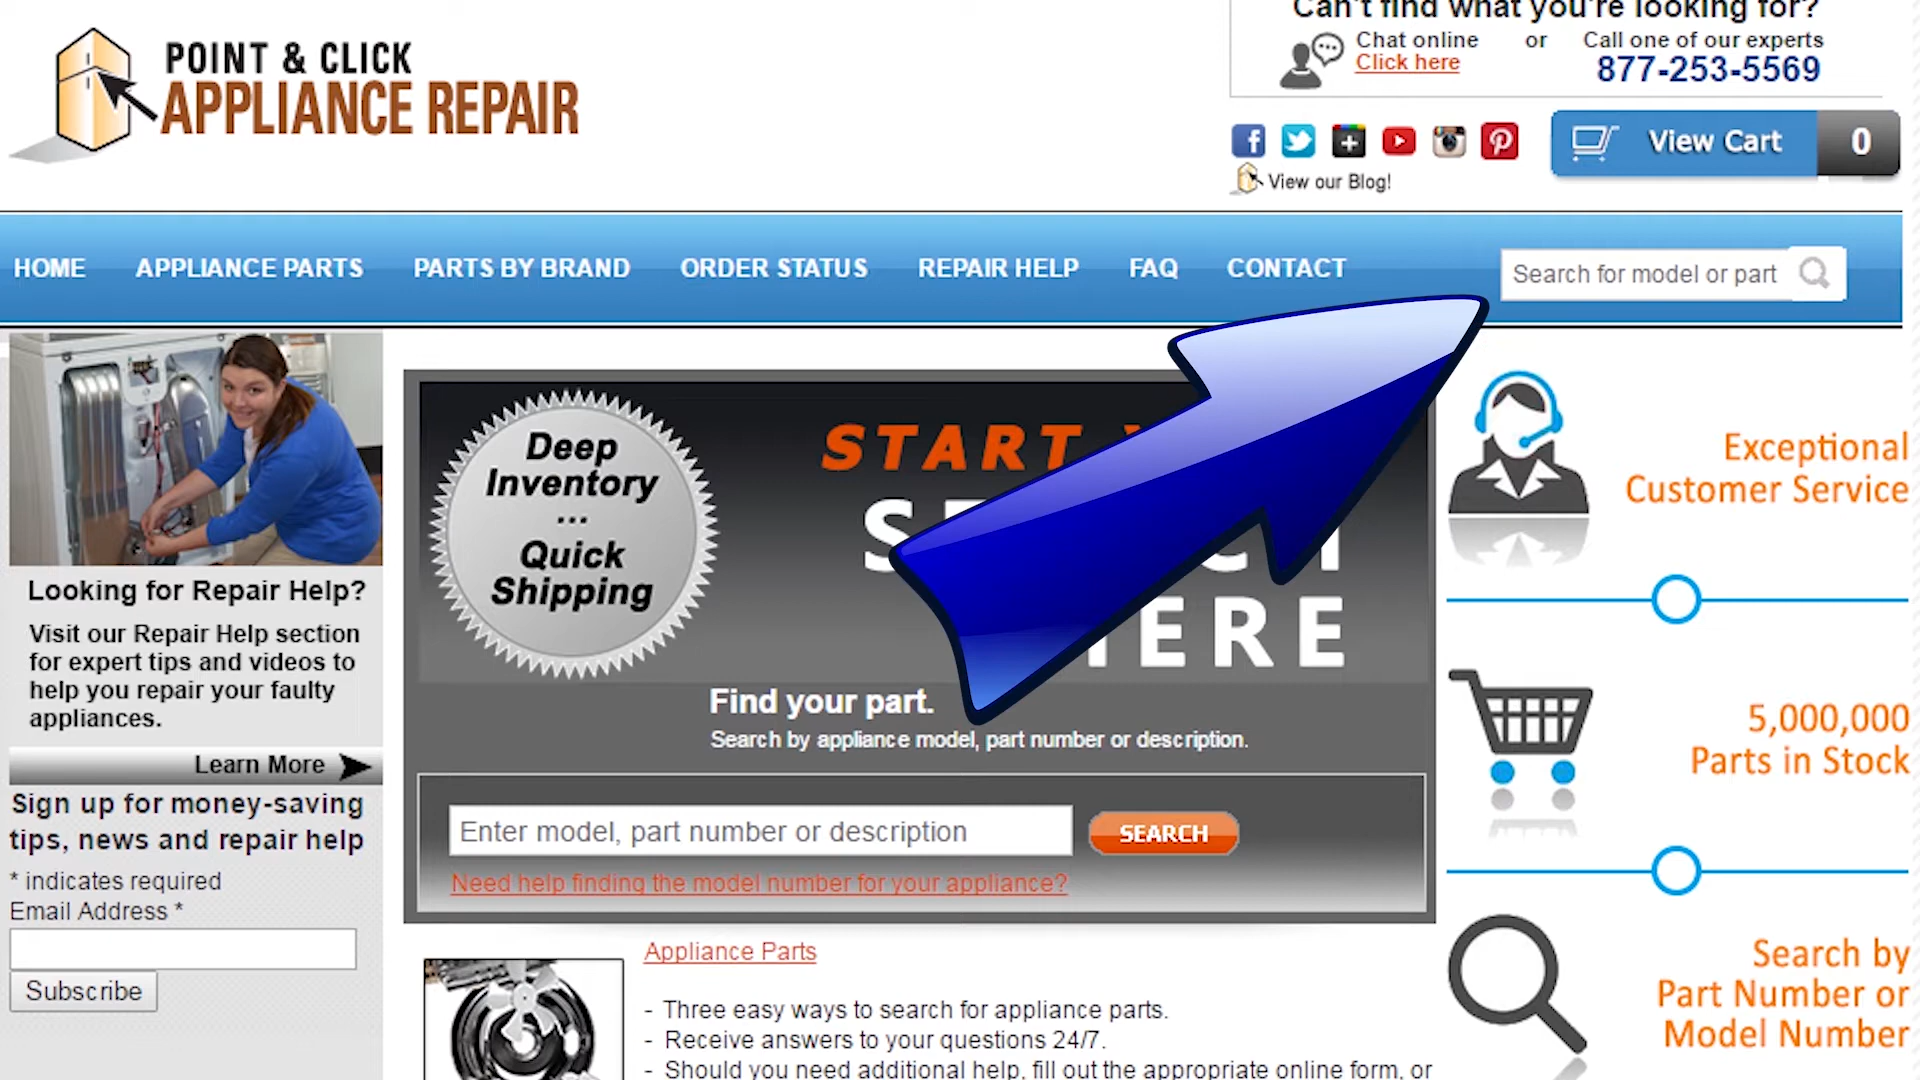 POINT & CLICK
APPLIANCE REPAIR
Can't find what you're looking for?
Chat online or Call one of our experts
Click here
877-253-5569
View Cart 0
View our Blog!
HOME APPLIANCE PARTS PARTS BY BRAND ORDER STATUS REPAIR HELP FAQ CONTACT
Search for model or part
Looking for Repair Help?
Visit our Repair Help section
for expert tips and videos to
help you repair your faulty
appliances.
Learn More
Sign up for money-saving
tips, news and repair help
* indicates required
Email Address *
Subscribe
Deep
Inventory
...
Quick
Shipping
START
Find your part.
Search by appliance model, part number or description.
Enter model, part number or description
SEARCH
Need help finding the model number for your appliance?
Appliance Parts
- Three easy ways to search for appliance parts.
- Receive answers to your questions 24/7.
- Should you need additional help, fill out the appropriate online form, or
Exceptional
Customer Service
5,000,000
Parts in Stock
Search by
Part Number or
Model Number